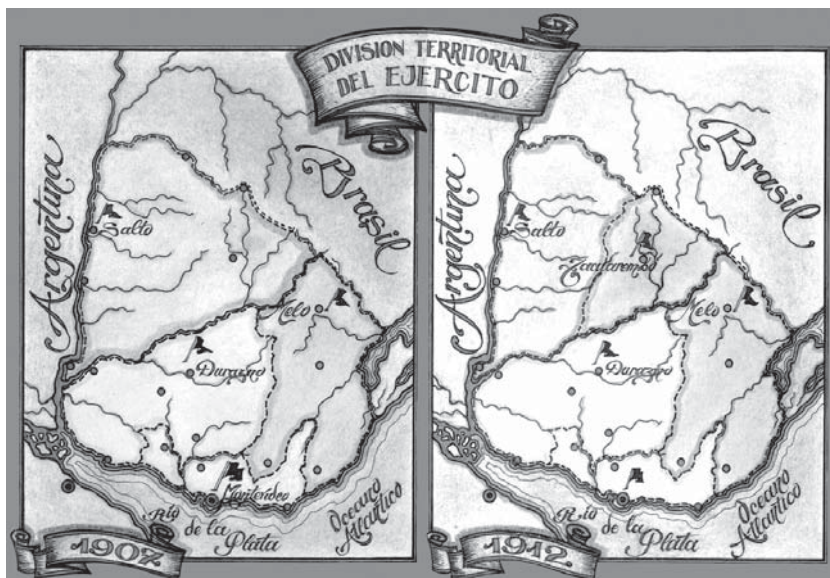 DIVISION TERRITORIAL
DEL EJERCITO
Argentina
Brasil
Salto
Melo
Durazno
Montevideo
Rio
de la
Plata
Oceano
Atlantico
1907.
Argentina
Brasil
Salto
Tacuarembo
Melo
Durazno
Rio
de la
Plata
Oceano
Atlantico
1912.